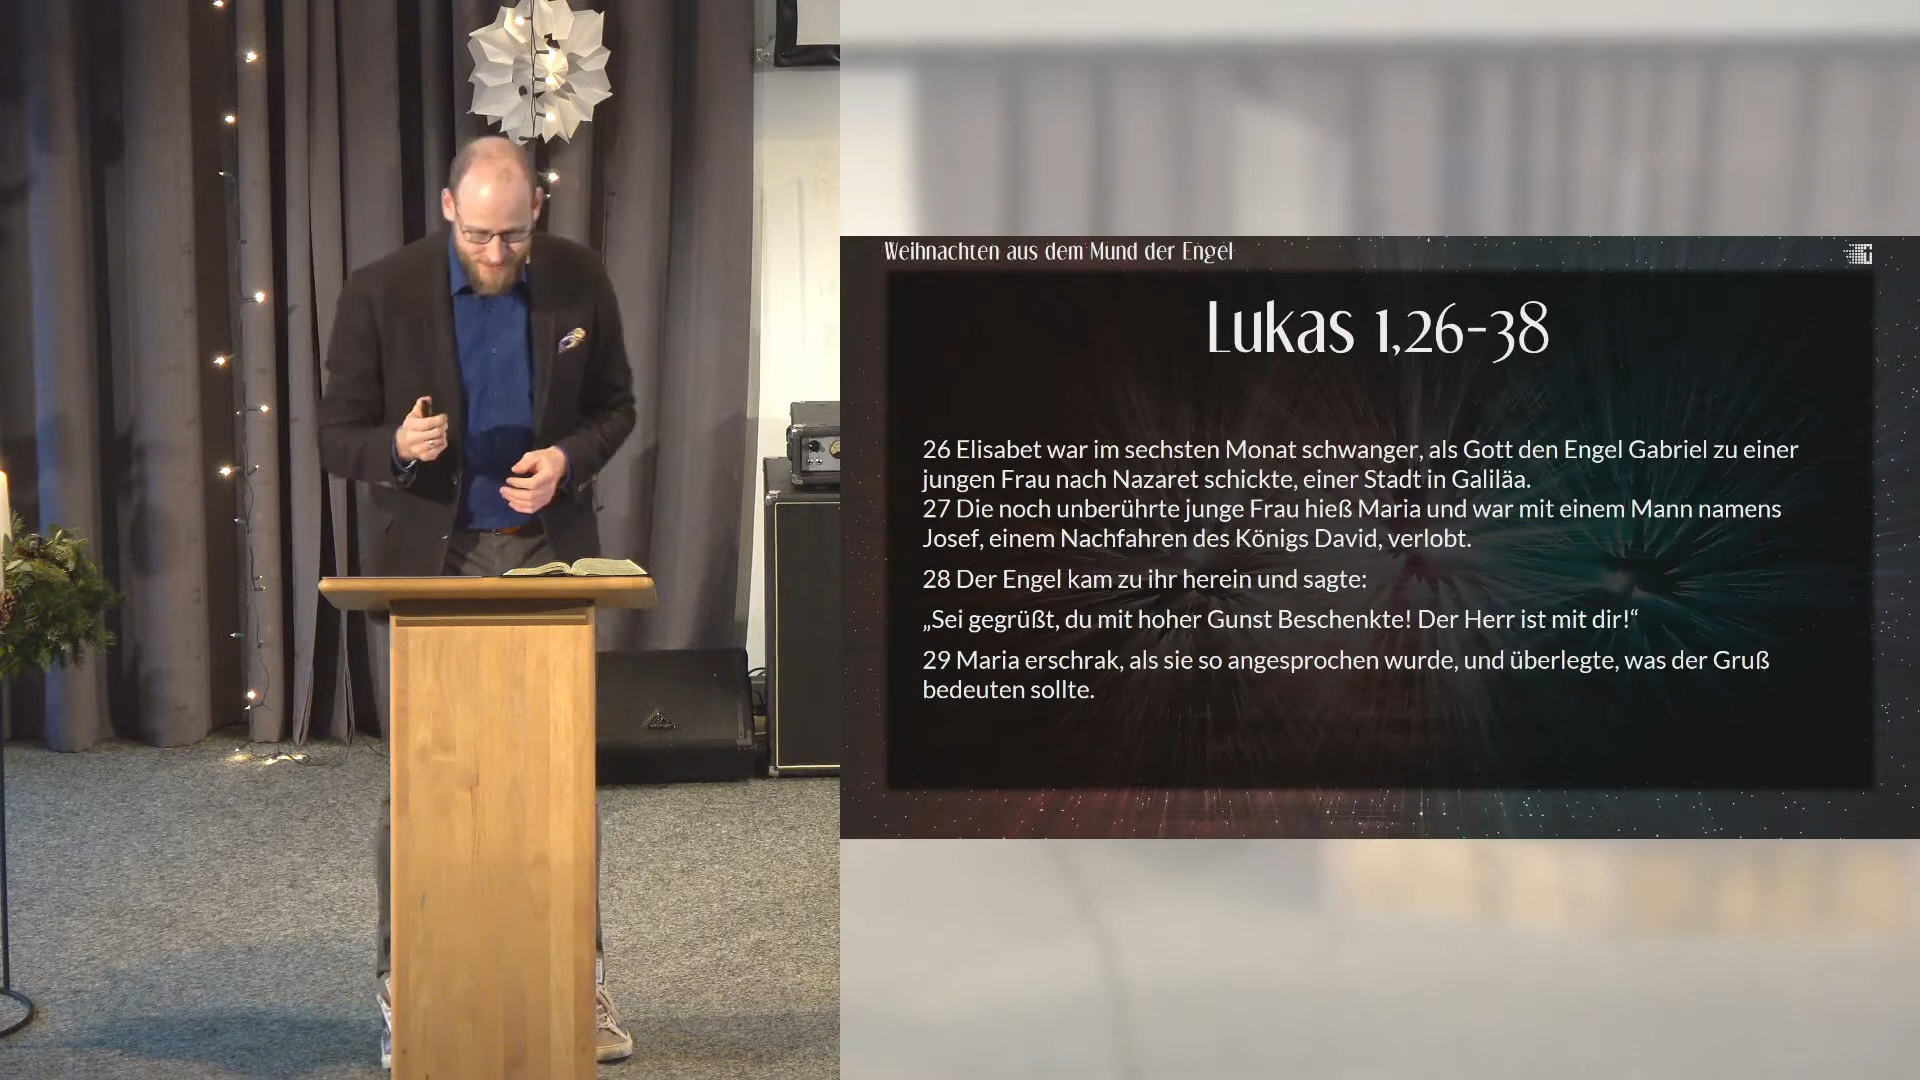 Weihnachten aus dem Mund der Engel
Lukas 1,26-38
26 Elisabet war im sechsten Monat schwanger, als Gott den Engel Gabriel zu einer
jungen Frau nach Nazaret schickte, einer Stadt in Galiläa.
27 Die noch unberührte junge Frau hieß Maria und war mit einem Mann namens
Josef, einem Nachfahren des Königs David, verlobt.
28 Der Engel kam zu ihr herein und sagte:
„Sei gegrüßt, du mit hoher Gunst Beschenkte! Der Herr ist mit dir!“
29 Maria erschrak, als sie so angesprochen wurde, und überlegte, was der Gruß
bedeuten sollte.